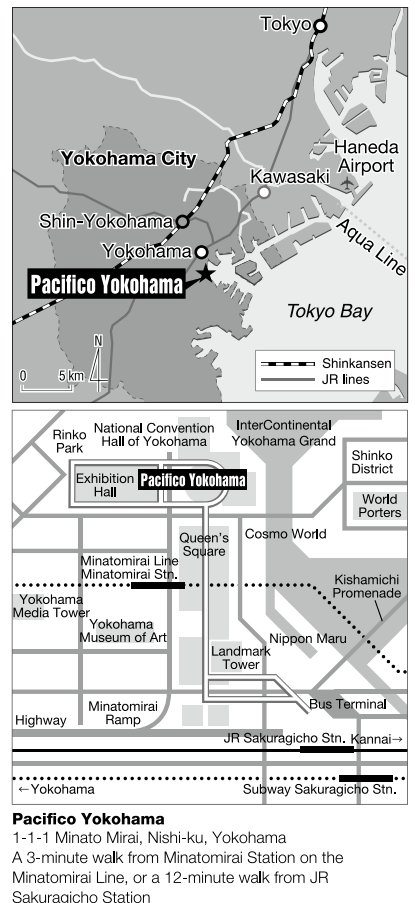 Tokyo
Haneda
Airport
Yokohama City
Kawasaki
Shin-Yokohama
Yokohama
Aqua Line
Pacifico Yokohama
Tokyo Bay
N
0 5 km
Shinkansen
JR lines
National Convention
Hall of Yokohama
InterContinental
Yokohama Grand
Rinko
Park
Shinko
District
Exhibition
Hall
Pacifico Yokohama
World
Porters
Queen's
Square
Cosmo World
Minatomirai Line
Minatomirai Stn.
Kishamichi
Promenade
Yokohama
Media Tower
Yokohama
Museum of Art
Nippon Maru
Landmark
Tower
Bus Terminal
Minatomirai
Ramp
Highway
JR Sakuragicho Stn.
Kannai→
←Yokohama
Subway Sakuragicho Stn.
Pacifico Yokohama
1-1-1 Minato Mirai, Nishi-ku, Yokohama
A 3-minute walk from Minatomirai Station on the
Minatomirai Line, or a 12-minute walk from JR
Sakuragicho Station